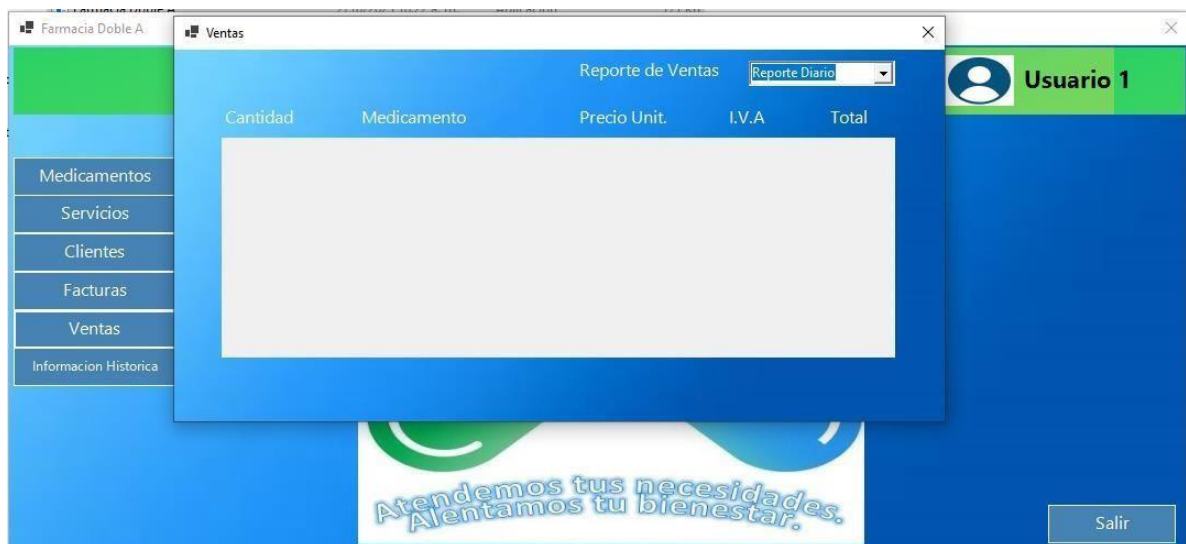 Farmacia Doble A
Ventas
Usuario 1
Reporte de Ventas Reporte Diario
Cantidad Medicamento Precio Unit. I.V.A Total
Medicamentos
Servicios
Clientes
Facturas
Ventas
Informacion Historica
Atendemos tus necesidades.
Alentamos tu bienestar.
Salir